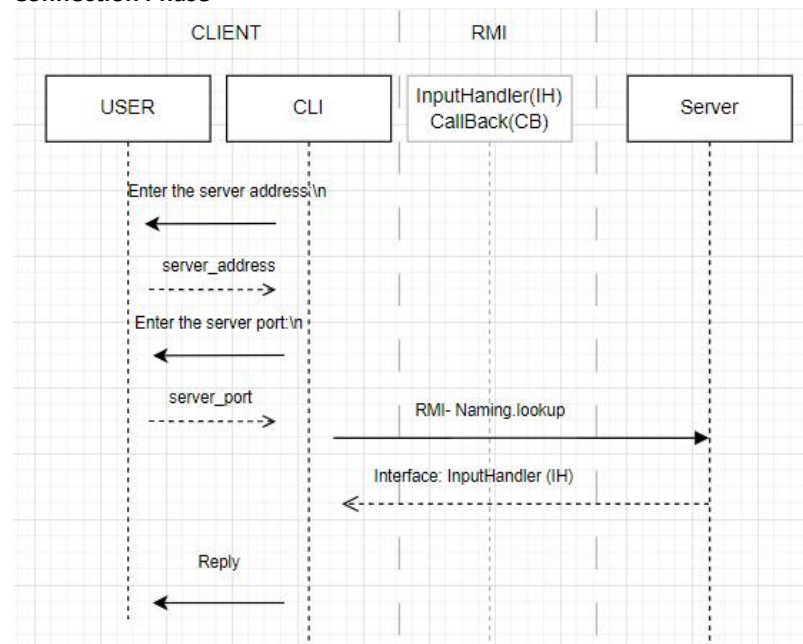 Connection Phase
CLIENT
RMI
USER
CLI
InputHandler(IH)
CallBack(CB)
Server
Enter the server address:\n
server_address
Enter the server port:\n
server_port
RMI- Naming.lookup
Interface: InputHandler (IH)
Reply